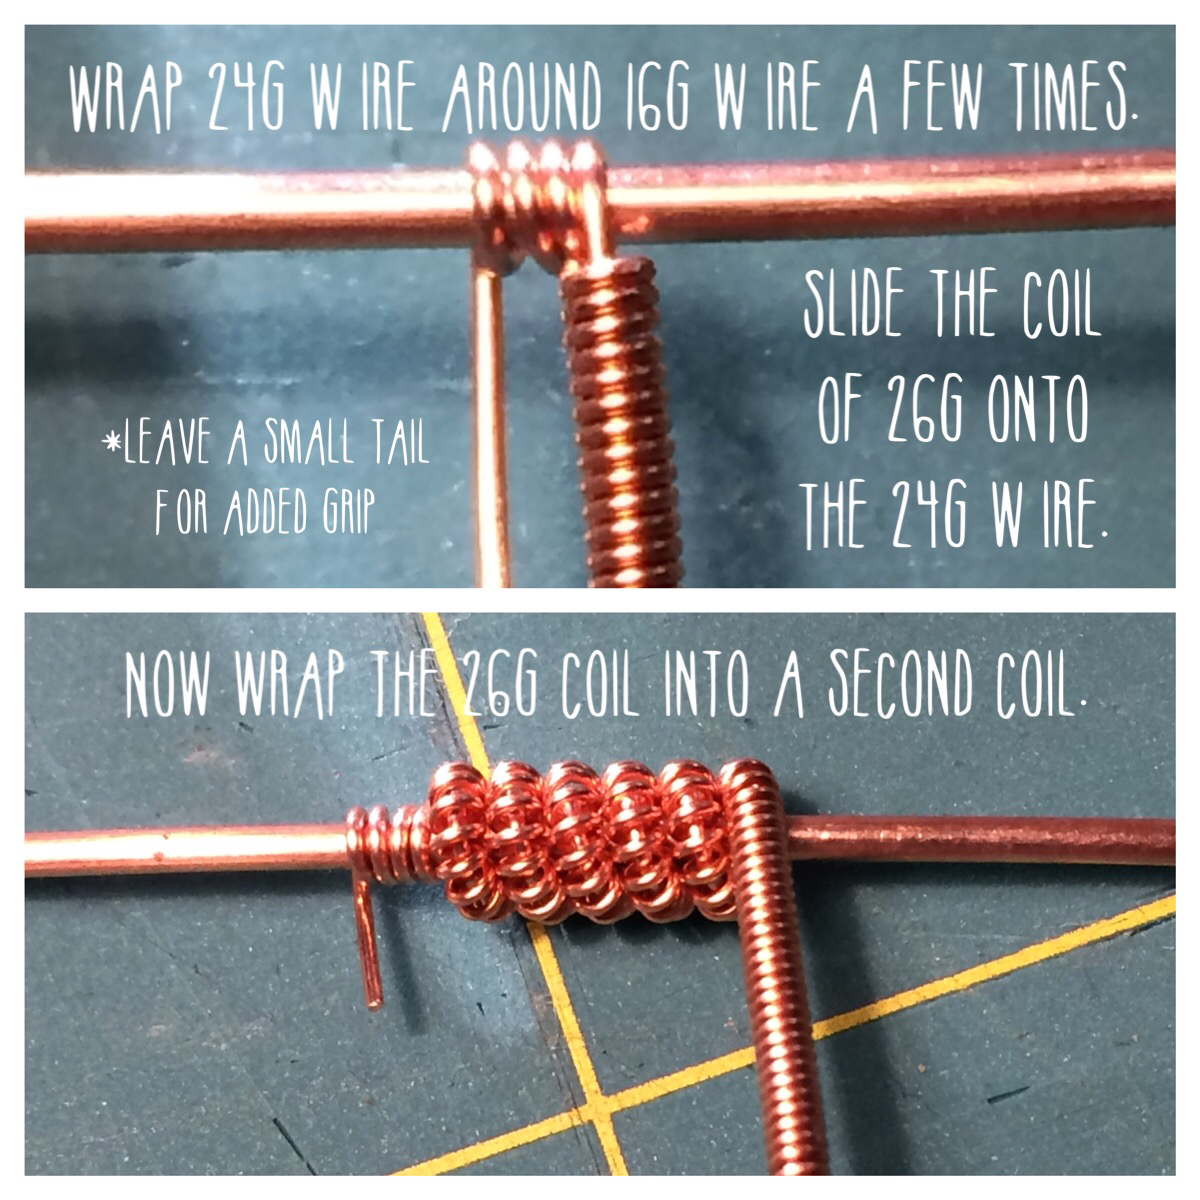 WRAP 24G WIRE AROUND 16G WIRE A FEW TIMES.
SLIDE THE COIL
OF 26G ONTO
THE 24G WIRE.
*LEAVE A SMALL TAIL
FOR ADDED GRIP
NOW WRAP THE 26G COIL INTO A SECOND COIL.